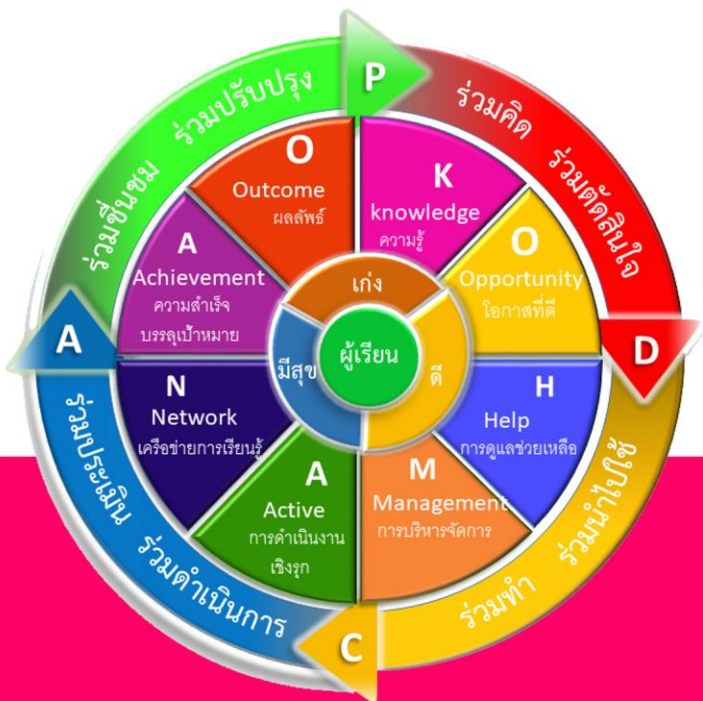 P
ร่วมคิด ร่วมตัดสินใจ
D
ร่วมทำ ร่วมนำไปใช้
C
ร่วมประเมิน ร่วมดำเนินการ
A
ร่วมชื่นชม ร่วมปรับปรุง
K
knowledge
ความรู้
O
Opportunity
โอกาสที่ดี
H
Help
การดูแลช่วยเหลือ
M
Management
การบริหารจัดการ
A
Active
การดำเนินงาน
เชิงรุก
N
Network
เครือข่ายการเรียนรู้
A
Achievement
ความสำเร็จ
บรรลุเป้าหมาย
O
Outcome
ผลลัพธ์
เก่ง
ดี
มีสุข
ผู้เรียน